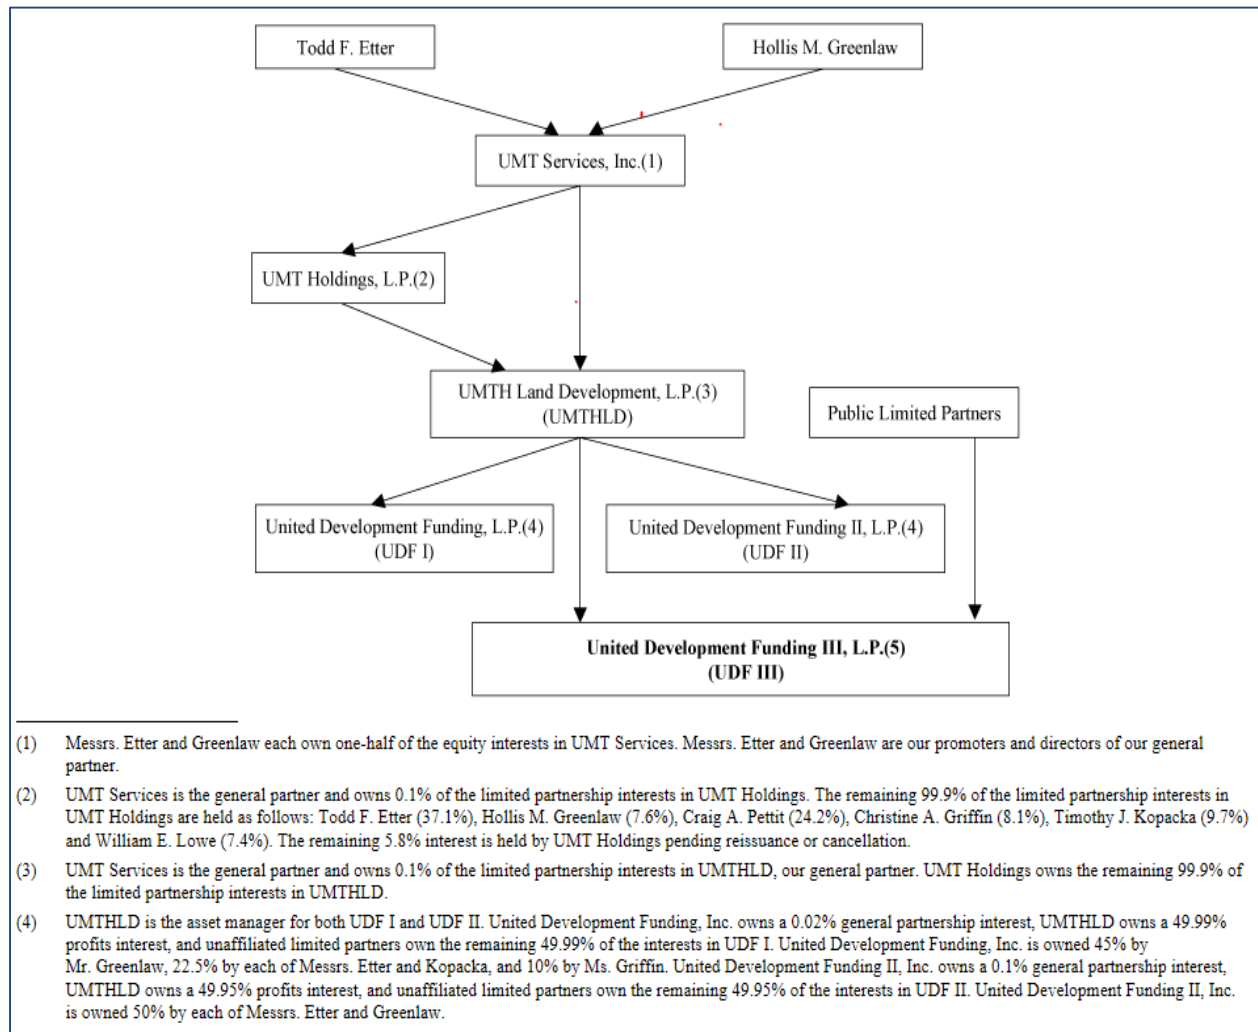 Todd F. Etter
Hollis M. Greenlaw
UMT Services, Inc.(1)
UMT Holdings, L.P.(2)
UMTH Land Development, L.P.(3)
(UMTHLD)
Public Limited Partners
United Development Funding, L.P.(4)
(UDF I)
United Development Funding II, L.P.(4)
(UDF II)
United Development Funding III, L.P.(5)
(UDF III)
(1) Messrs. Etter and Greenlaw each own one-half of the equity interests in UMT Services. Messrs. Etter and Greenlaw are our promoters and directors of our general
partner.
(2) UMT Services is the general partner and owns 0.1% of the limited partnership interests in UMT Holdings. The remaining 99.9% of the limited partnership interests in
UMT Holdings are held as follows: Todd F. Etter (37.1%), Hollis M. Greenlaw (7.6%), Craig A. Pettit (24.2%), Christine A. Griffin (8.1%), Timothy J. Kopacka (9.7%)
and William E. Lowe (7.4%). The remaining 5.8% interest is held by UMT Holdings pending reissuance or cancellation.
(3) UMT Services is the general partner and owns 0.1% of the limited partnership interests in UMTHLD, our general partner. UMT Holdings owns the remaining 99.9% of
the limited partnership interests in UMTHLD.
(4) UMTHLD is the asset manager for both UDF I and UDF II. United Development Funding, Inc. owns a 0.02% general partnership interest, UMTHLD owns a 49.99%
profits interest, and unaffiliated limited partners own the remaining 49.99% of the interests in UDF I. United Development Funding, Inc. is owned 45% by
Mr. Greenlaw, 22.5% by each of Messrs. Etter and Kopacka, and 10% by Ms. Griffin. United Development Funding II, Inc. owns a 0.1% general partnership interest,
UMTHLD owns a 49.95% profits interest, and unaffiliated limited partners own the remaining 49.95% of the interests in UDF II. United Development Funding II, Inc.
is owned 50% by each of Messrs. Etter and Greenlaw.